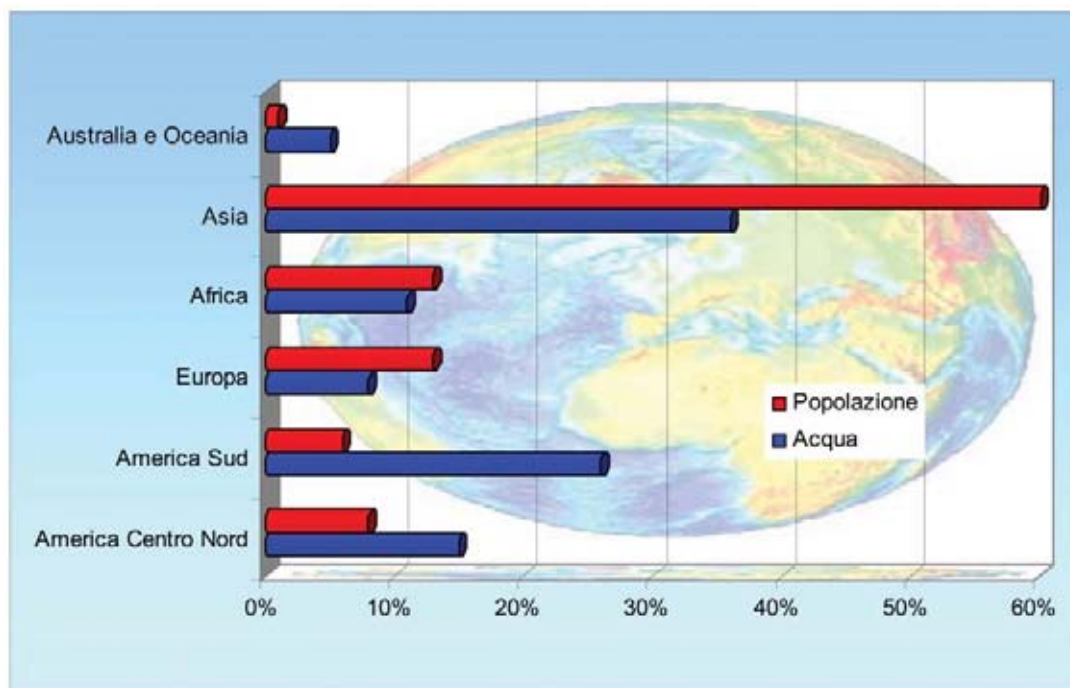 Australia e Oceania
Asia
Africa
Europa
America Sud
America Centro Nord
Popolazione
Acqua
0%
10%
20%
30%
40%
50%
60%